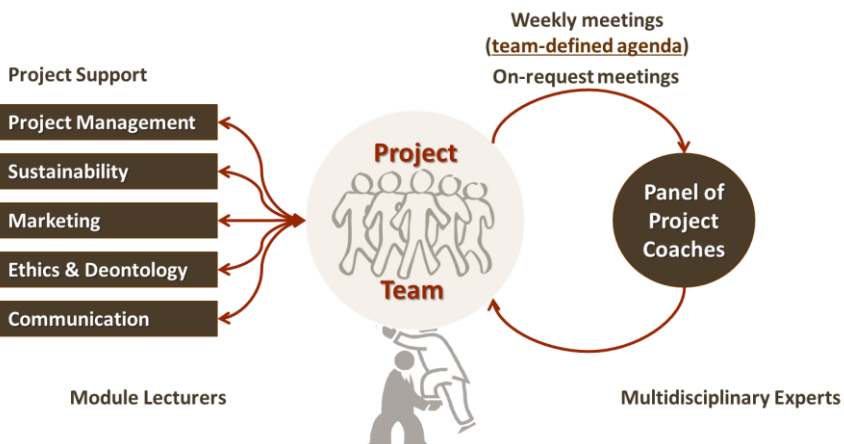 Weekly meetings
(team-defined agenda)
On-request meetings
Project Support
Project Management
Sustainability
Marketing
Ethics & Deontology
Communication
Project
Team
Panel of
Project
Coaches
Module Lecturers
Multidisciplinary Experts